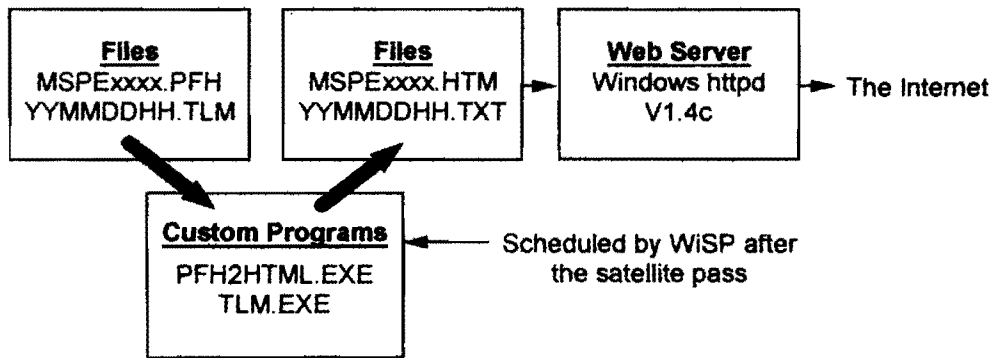 Files
MSPExxxx.PFH
YYMMDDHH.TLM
Files
MSPExxxx.HTM
YYMMDDHH.TXT
Web Server
Windows httpd
V1.4c
The Internet
Custom Programs
PFH2HTML.EXE
TLM.EXE
Scheduled by WiSP after
the satellite pass